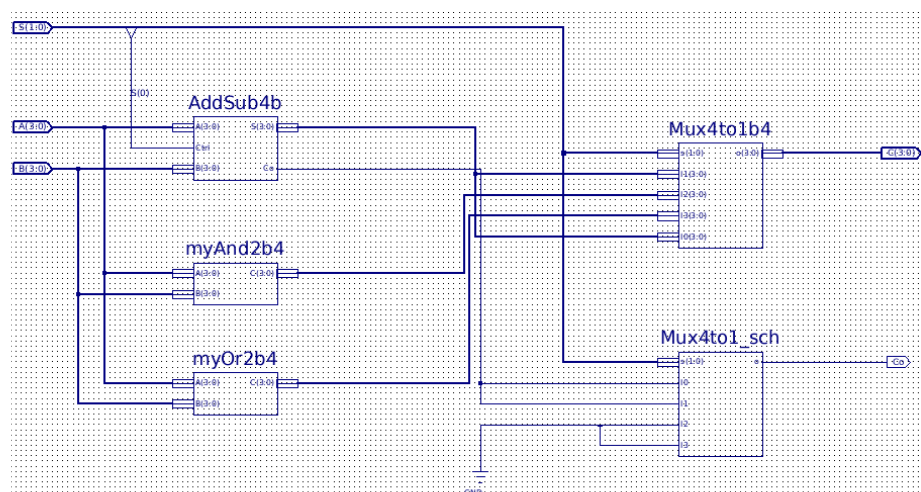 S(1:0)
S(0)
AddSub4b
A(3:0)
A(3:0)
S(3:0)
Ctrl
B(3:0)
B(3:0)
Co
Mux4to1b4
s(1:0)
o(3:0)
C(3:0)
I1(3:0)
I2(3:0)
I3(3:0)
I0(3:0)
myAnd2b4
A(3:0)
C(3:0)
B(3:0)
Mux4to1_sch
myOr2b4
s(1:0)
o
Co
A(3:0)
C(3:0)
I0
B(3:0)
I1
I2
I3